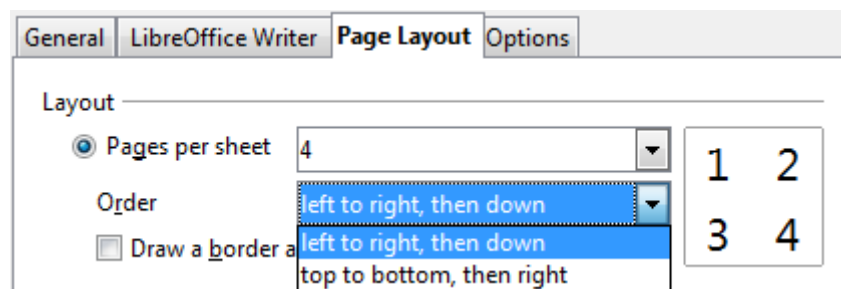 General LibreOffice Writer Page Layout Options
Layout
Pages per sheet 4
1 2
Order left to right, then down
3 4
Draw a border a left to right, then down
top to bottom, then right